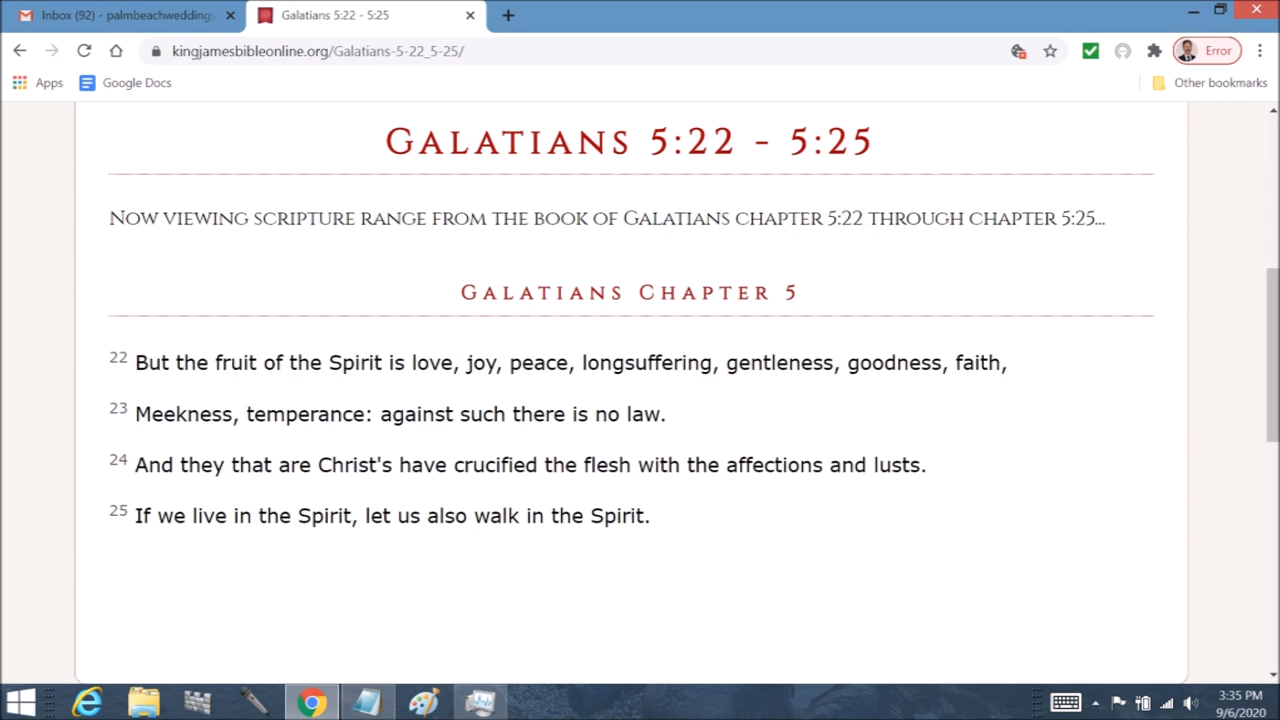 Inbox (92) - palmbeachweddings
Galatians 5:22 - 5:25
kingjamesbibleonline.org/Galatians-5-22_5-25/
Error
Apps
Google Docs
Other bookmarks
Galatians 5:22 - 5:25
Now viewing scripture range from the book of Galatians chapter 5:22 through chapter 5:25...
Galatians Chapter 5
22 But the fruit of the Spirit is love, joy, peace, longsuffering, gentleness, goodness, faith,
23 Meekness, temperance: against such there is no law.
24 And they that are Christ's have crucified the flesh with the affections and lusts.
25 If we live in the Spirit, let us also walk in the Spirit.
3:35 PM
9/6/2020